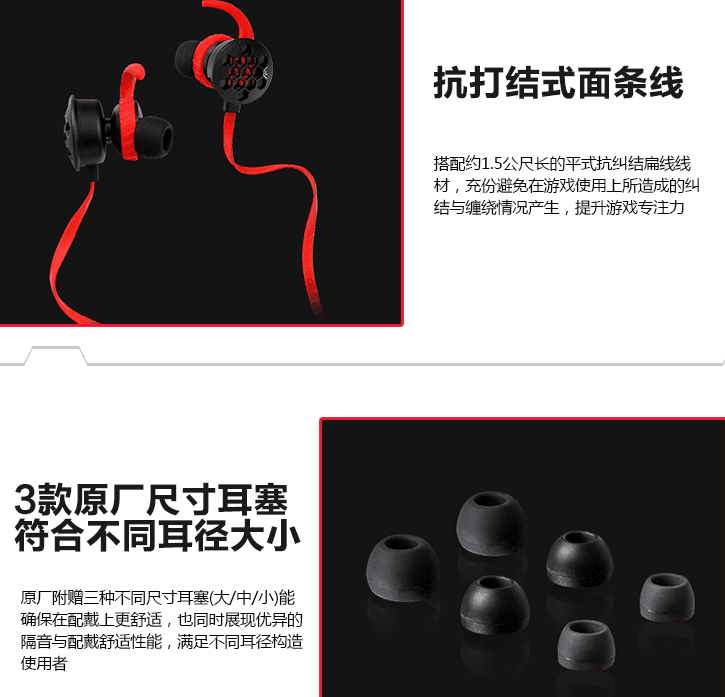 抗打结式面条线
搭配约1.5公尺长的平式抗纠结扁线线
材，充份避免在游戏使用上所造成的纠
结与缠绕情况产生，提升游戏专注力
3款原厂尺寸耳塞
符合不同耳径大小
原厂附赠三种不同尺寸耳塞(大/中/小)能
确保在配戴上更舒适，也同时展现优异的
隔音与配戴舒适性能，满足不同耳径构造
使用者